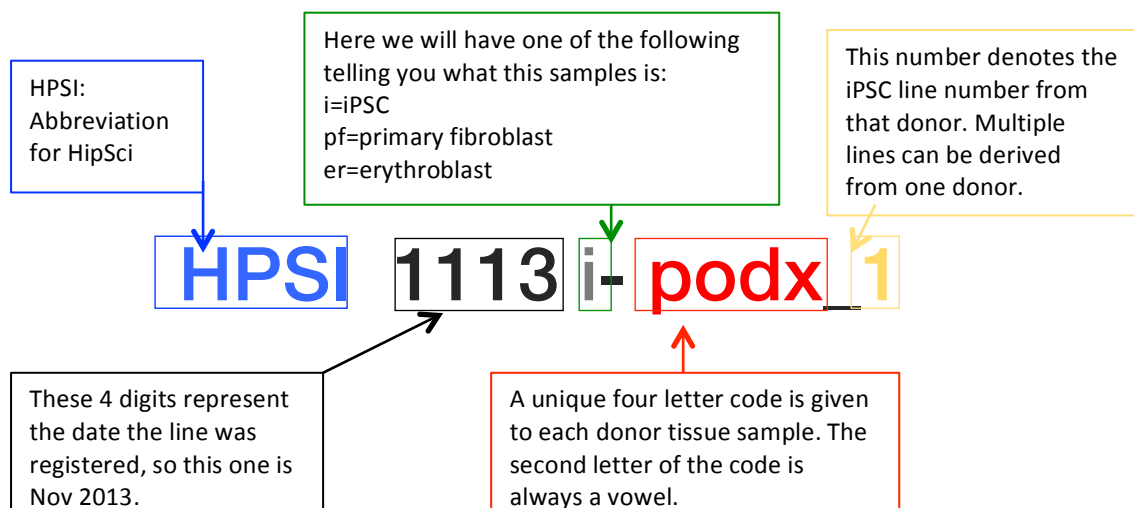 HPSI:
Abbreviation
for HipSci
Here we will have one of the following
telling you what this samples is:
i=iPSC
pf=primary fibroblast
er=erythroblast
This number denotes the
iPSC line number from
that donor. Multiple
lines can be derived
from one donor.
HPSI 1113 i- podx_1
These 4 digits represent
the date the line was
registered, so this one is
Nov 2013.
A unique four letter code is given
to each donor tissue sample. The
second letter of the code is
always a vowel.